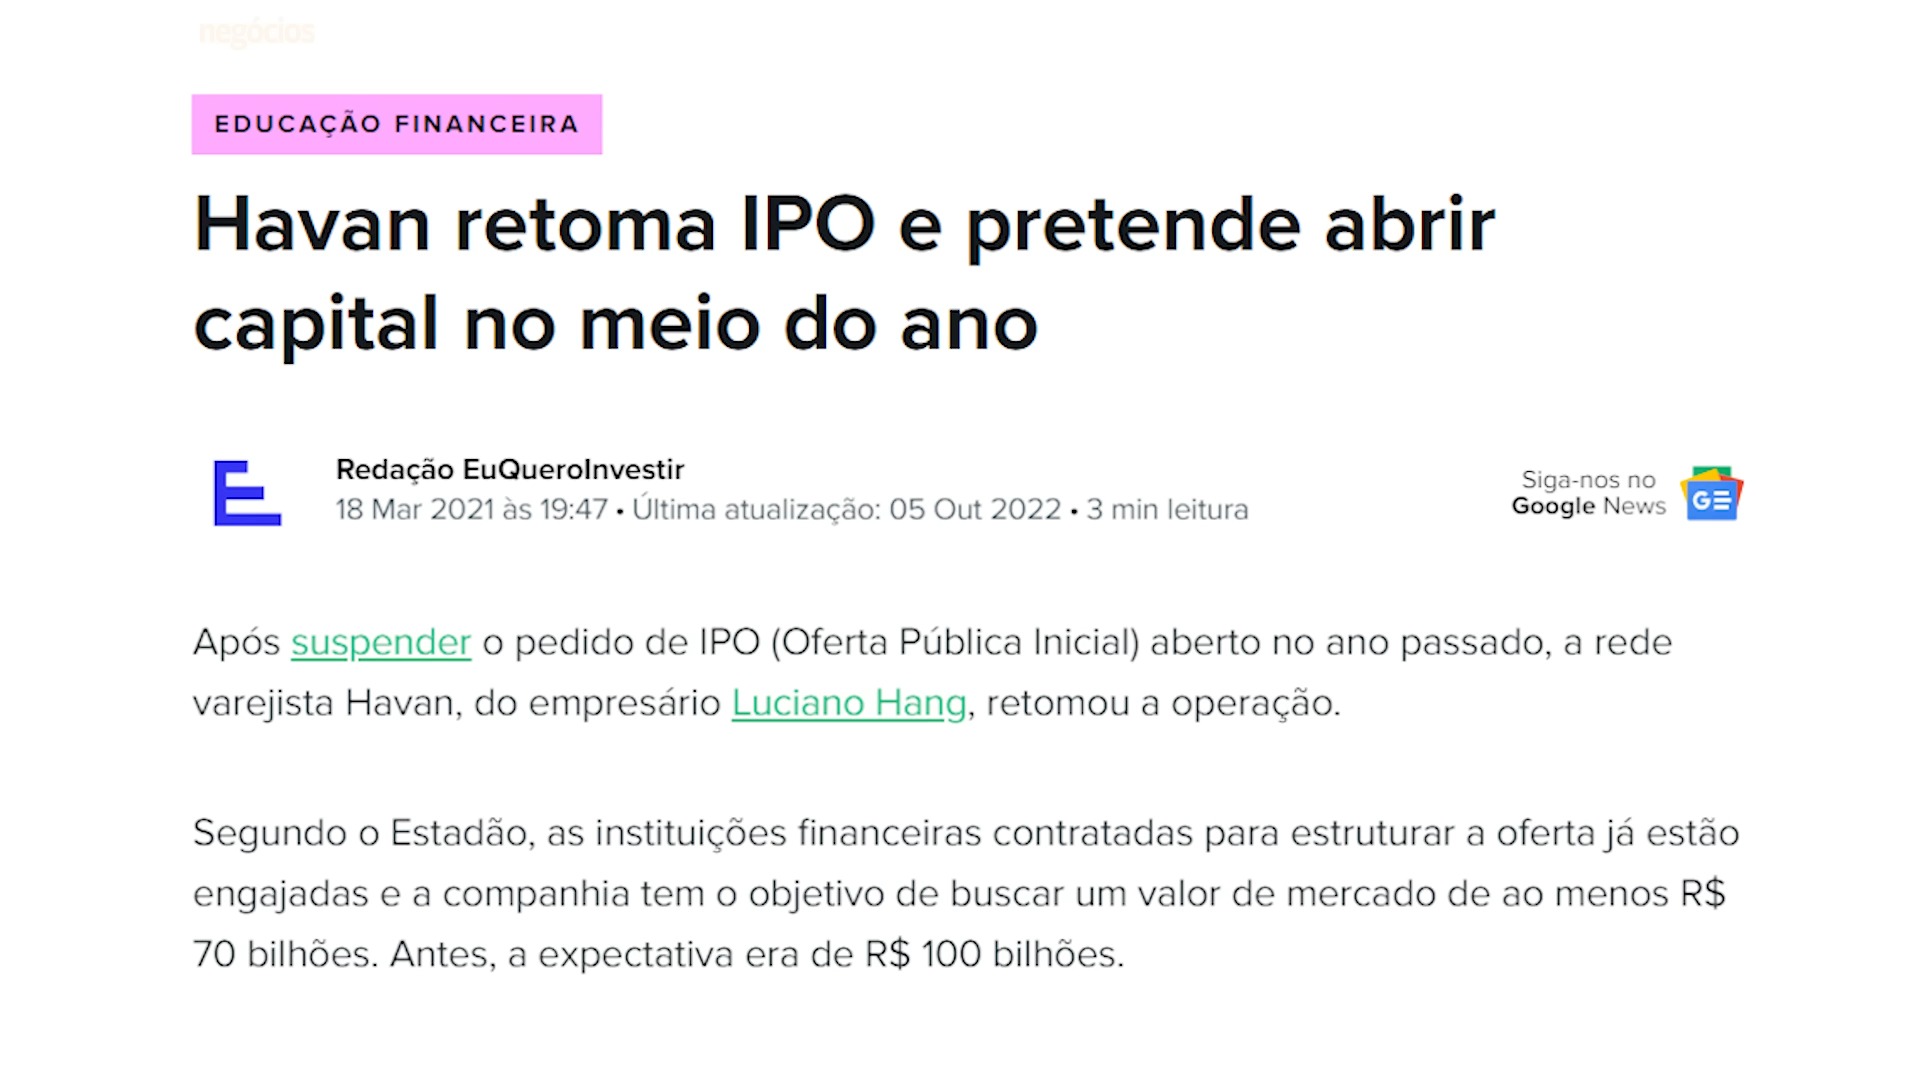 negócios
EDUCAÇÃO FINANCEIRA
Havan retoma IPO e pretende abrir
capital no meio do ano
Redação EuQueroInvestir
18 Mar 2021 às 19:47 • Última atualização: 05 Out 2022 • 3 min leitura
Siga-nos no
Google News
GE
Após suspender o pedido de IPO (Oferta Pública Inicial) aberto no ano passado, a rede
varejista Havan, do empresário Luciano Hang, retomou a operação.
Segundo o Estadão, as instituições financeiras contratadas para estruturar a oferta já estão
engajadas e a companhia tem o objetivo de buscar um valor de mercado de ao menos R$
70 bilhões. Antes, a expectativa era de R$ 100 bilhões.